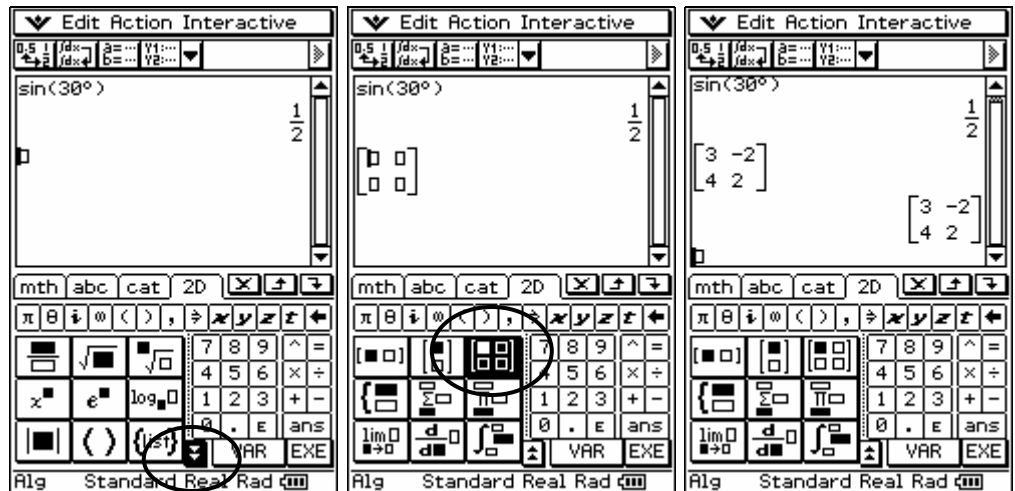 Edit Action Interactive
sin(30°)
1
2
mth abc cat 2D
π θ i ∞ ( ) , ⇒ x y z t
7 8 9 ^ =
4 5 6 × ÷
1 2 3 + −
0 . E ans
VAR EXE
√
x e log
( )
Alg Standard Real Rad
Edit Action Interactive
sin(30°)
1
2
mth abc cat 2D
π θ i ∞ ( ) , ⇒ x y z t
7 8 9 ^ =
4 5 6 × ÷
1 2 3 + −
0 . E ans
VAR EXE
Σ Π
lim d ∫
d
Alg Standard Real Rad
Edit Action Interactive
sin(30°)
1
2
3 -2
4 2
3 -2
4 2
mth abc cat 2D
π θ i ∞ ( ) , ⇒ x y z t
7 8 9 ^ =
4 5 6 × ÷
1 2 3 + −
0 . E ans
VAR EXE
Σ Π
lim d ∫
d
Alg Standard Real Rad